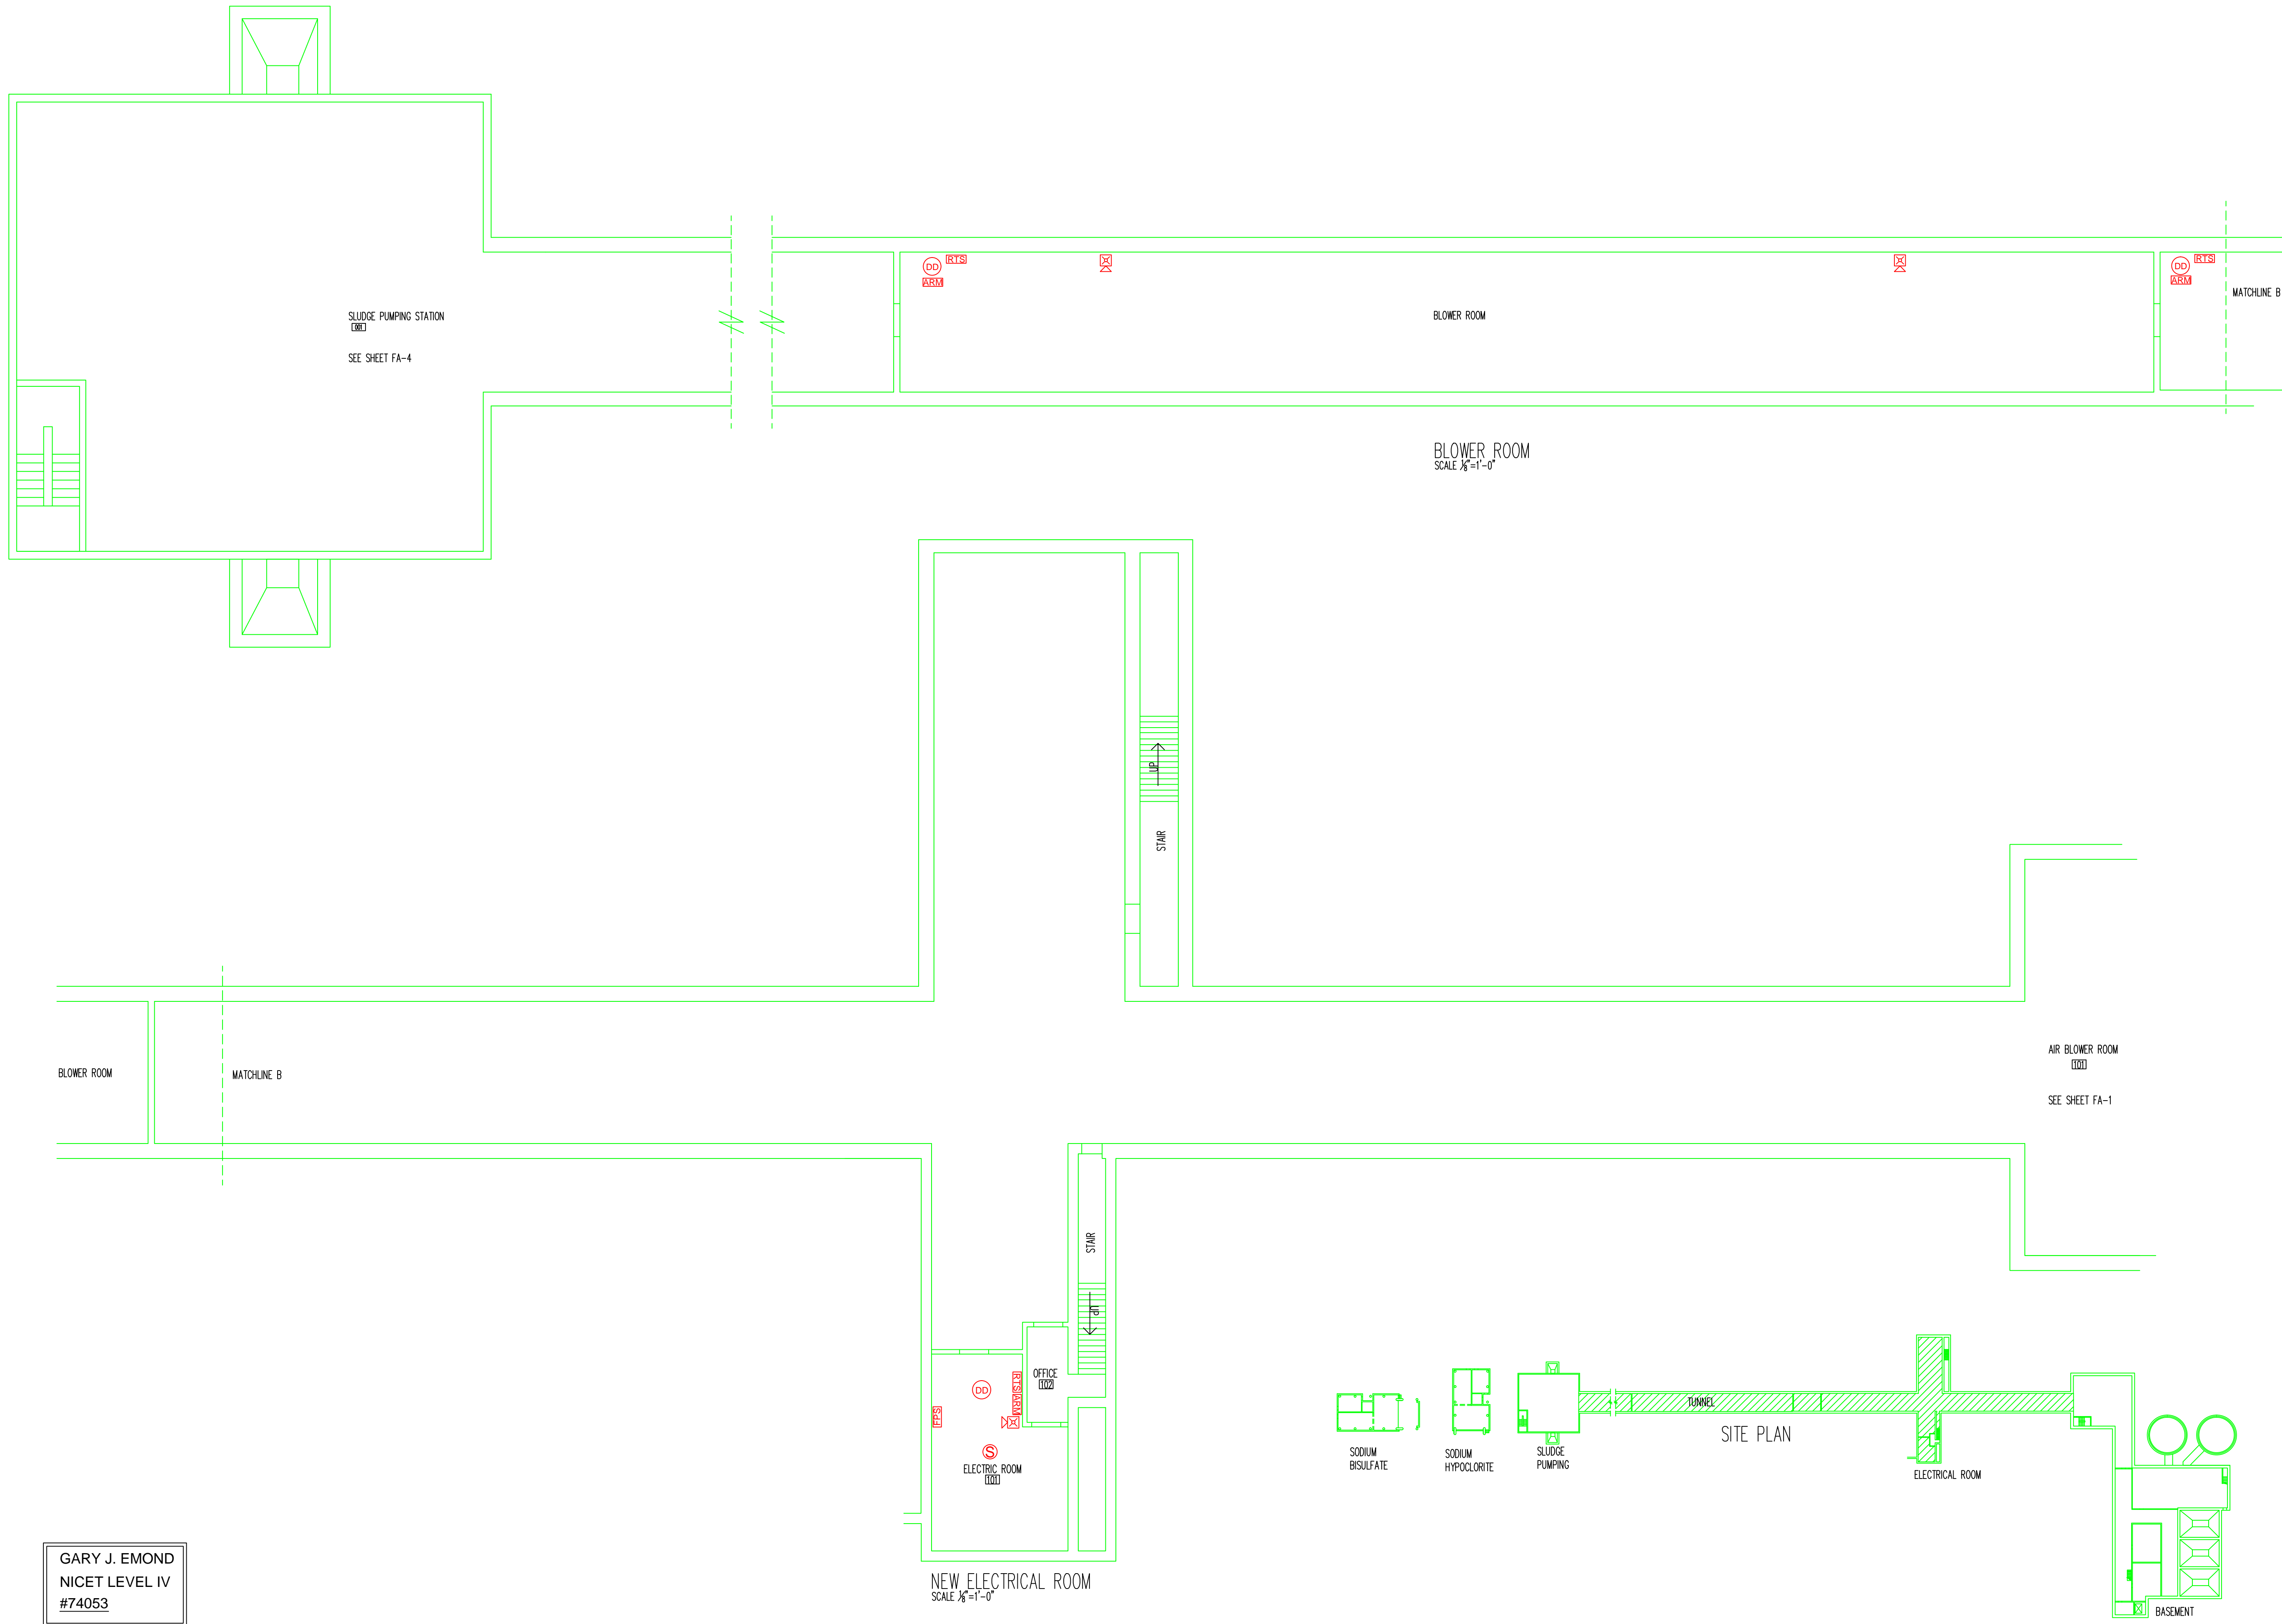 DD
RTS
ARM
DD
RTS
ARM
MATCHLINE B
SLUDGE PUMPING STATION
001
SEE SHEET FA-4
BLOWER ROOM
BLOWER ROOM
SCALE ⅛"=1'-0"
UP
STAIR
BLOWER ROOM
MATCHLINE B
AIR BLOWER ROOM
101
SEE SHEET FA-1
STAIR
UP
OFFICE
102
DD
RTS
ARM
FPS
S
ELECTRIC ROOM
101
NEW ELECTRICAL ROOM
SCALE ⅛"=1'-0"
TUNNEL
SITE PLAN
SODIUM
BISULFATE
SODIUM
HYPOCLORITE
SLUDGE
PUMPING
ELECTRICAL ROOM
BASEMENT
GARY J. EMOND
NICET LEVEL IV
#74053